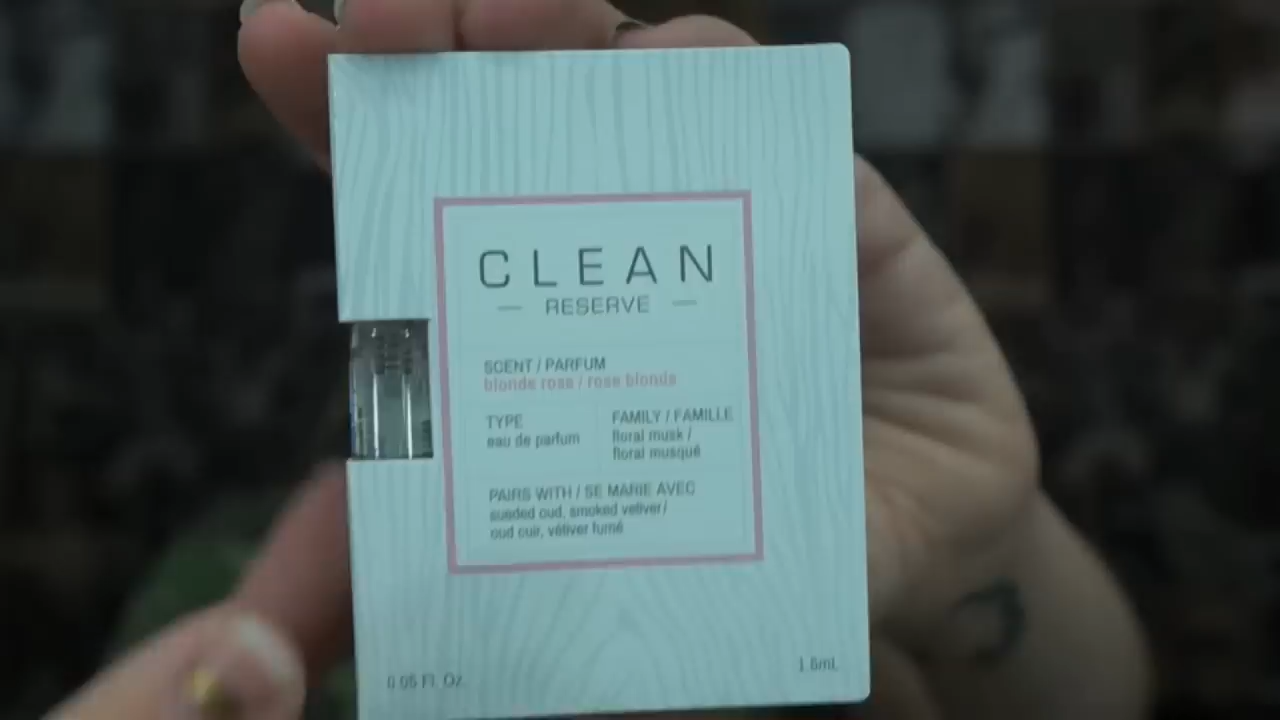 CLEAN
RESERVE
SCENT / PARFUM
blonde rose / rose blonde
TYPE
eau de parfum
FAMILY / FAMILLE
floral musk /
floral musqué
PAIRS WITH / SE MARIE AVEC
sueded oud, smoked vetiver /
oud cuir, vétiver fumé
0.05 Fl. Oz.
1.5mL